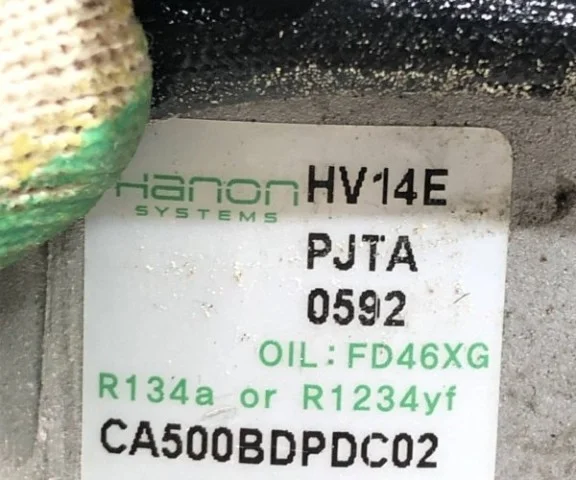 Hanon HV14E
SYSTEMS
PJTA
0592
OIL:FD46XG
R134a or R1234yf
CA500BDPDC02